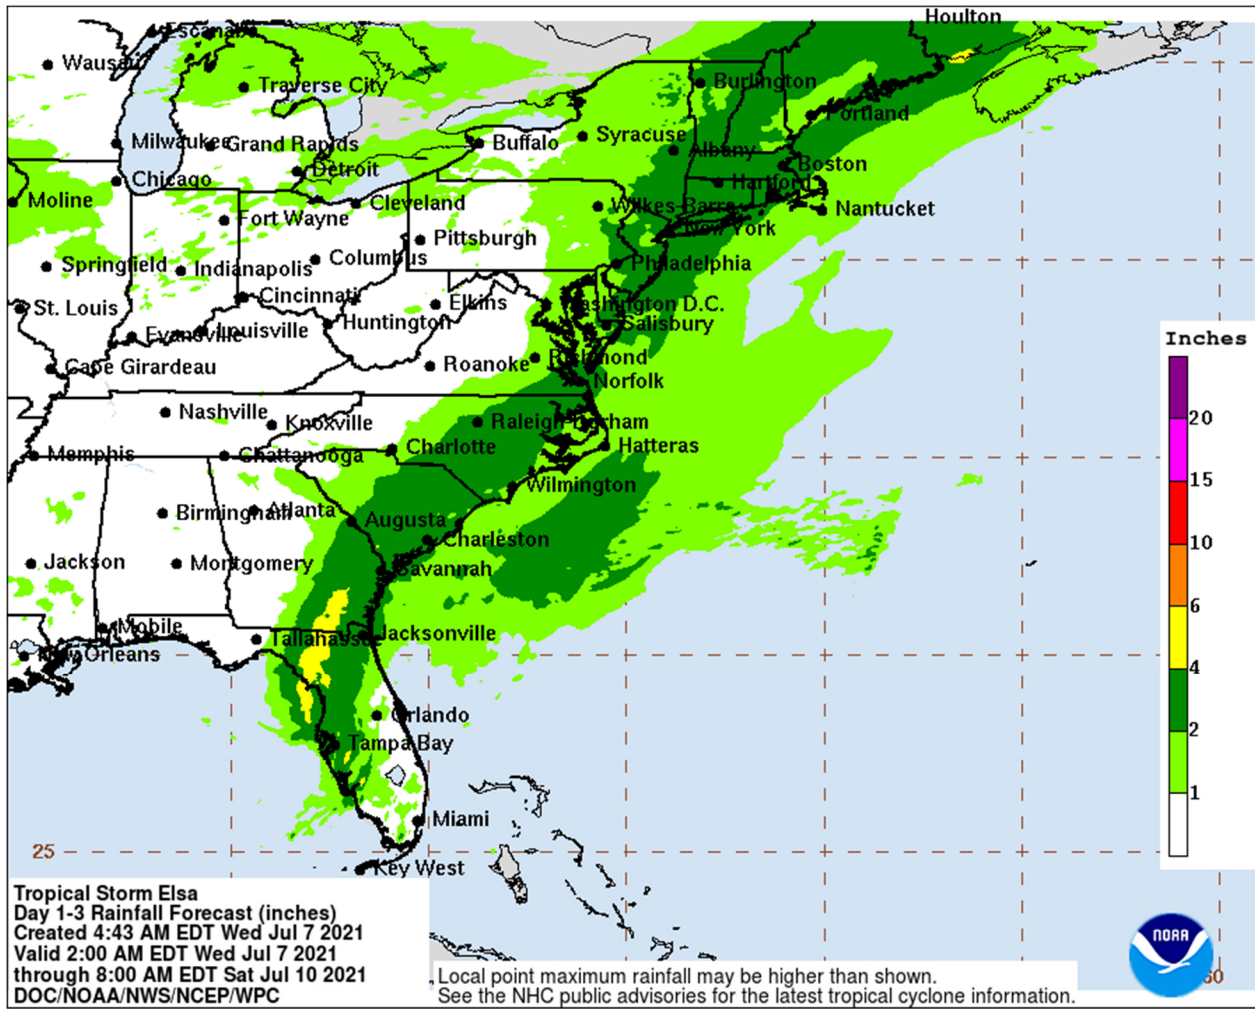 Houlton
Escanaba
Wausau
Traverse City
Burlington
Portland
Milwaukee
Grand Rapids
Buffalo
Syracuse
Albany
Boston
Detroit
Chicago
Hartford
Moline
Cleveland
Wilkes-Barre
Nantucket
Fort Wayne
New York
Pittsburgh
Columbus
Springfield
Indianapolis
Philadelphia
Cincinnati
Elkins
Washington D.C.
St. Louis
Huntington
Salisbury
Evansville
Louisville
Inches
Cape Girardeau
Roanoke
Richmond
Norfolk
Nashville
Knoxville
Raleigh-Durham
20
Memphis
Chattanooga
Charlotte
Hatteras
15
Wilmington
Birmingham
Atlanta
Augusta
Charleston
10
Jackson
Montgomery
Savannah
6
Mobile
Tallahassee
Jacksonville
New Orleans
4
Orlando
2
Tampa Bay
1
Miami
25
Key West
Tropical Storm Elsa
Day 1-3 Rainfall Forecast (inches)
Created 4:43 AM EDT Wed Jul 7 2021
Valid 2:00 AM EDT Wed Jul 7 2021
through 8:00 AM EDT Sat Jul 10 2021
DOC/NOAA/NWS/NCEP/WPC
Local point maximum rainfall may be higher than shown.
See the NHC public advisories for the latest tropical cyclone information.
NOAA
60